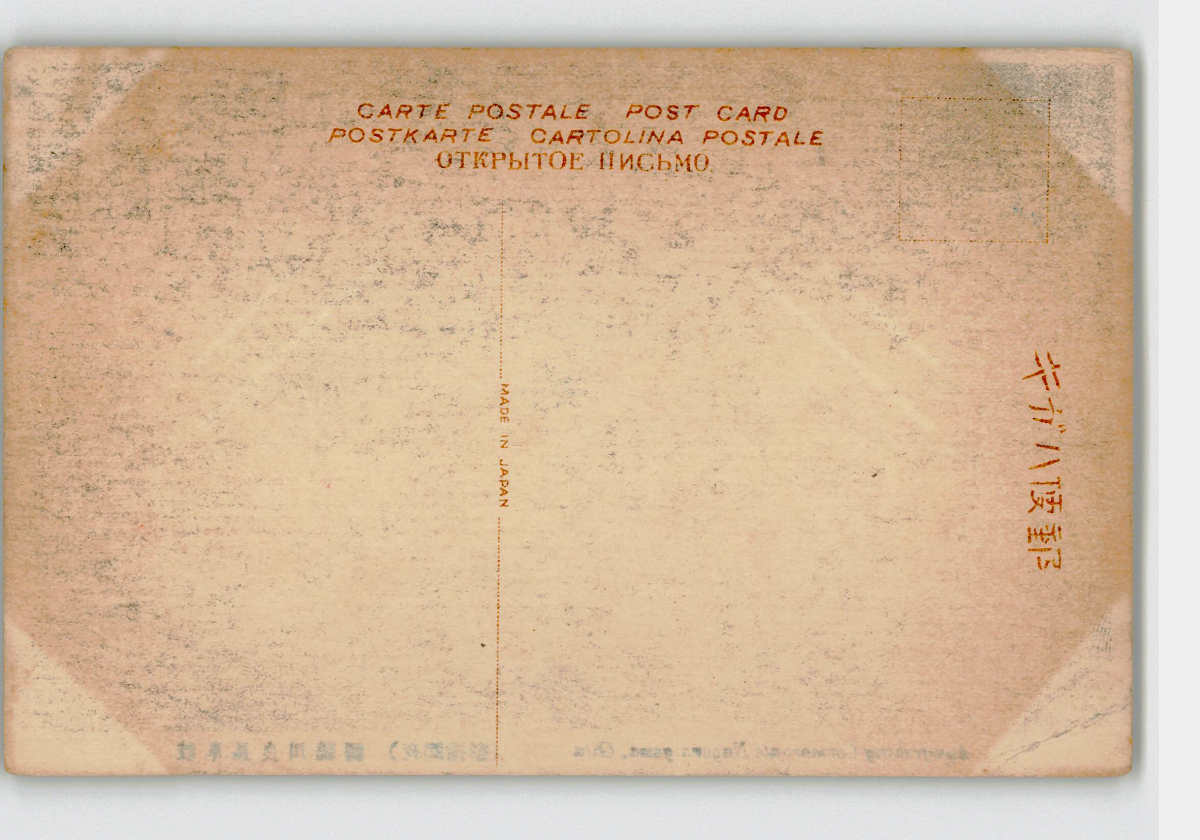 CARTE POSTALE POST CARD
POSTKARTE CARTOLINA POSTALE
ОТКРЫТОЕ ПИСЬМО
MADE IN JAPAN
郵便ハガキ